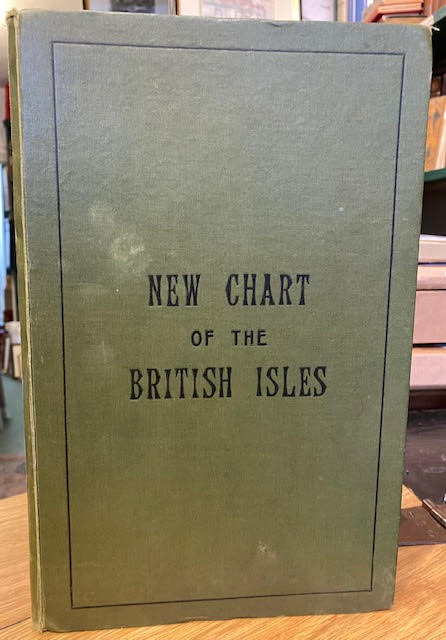 NEW CHART
OF THE
BRITISH ISLES